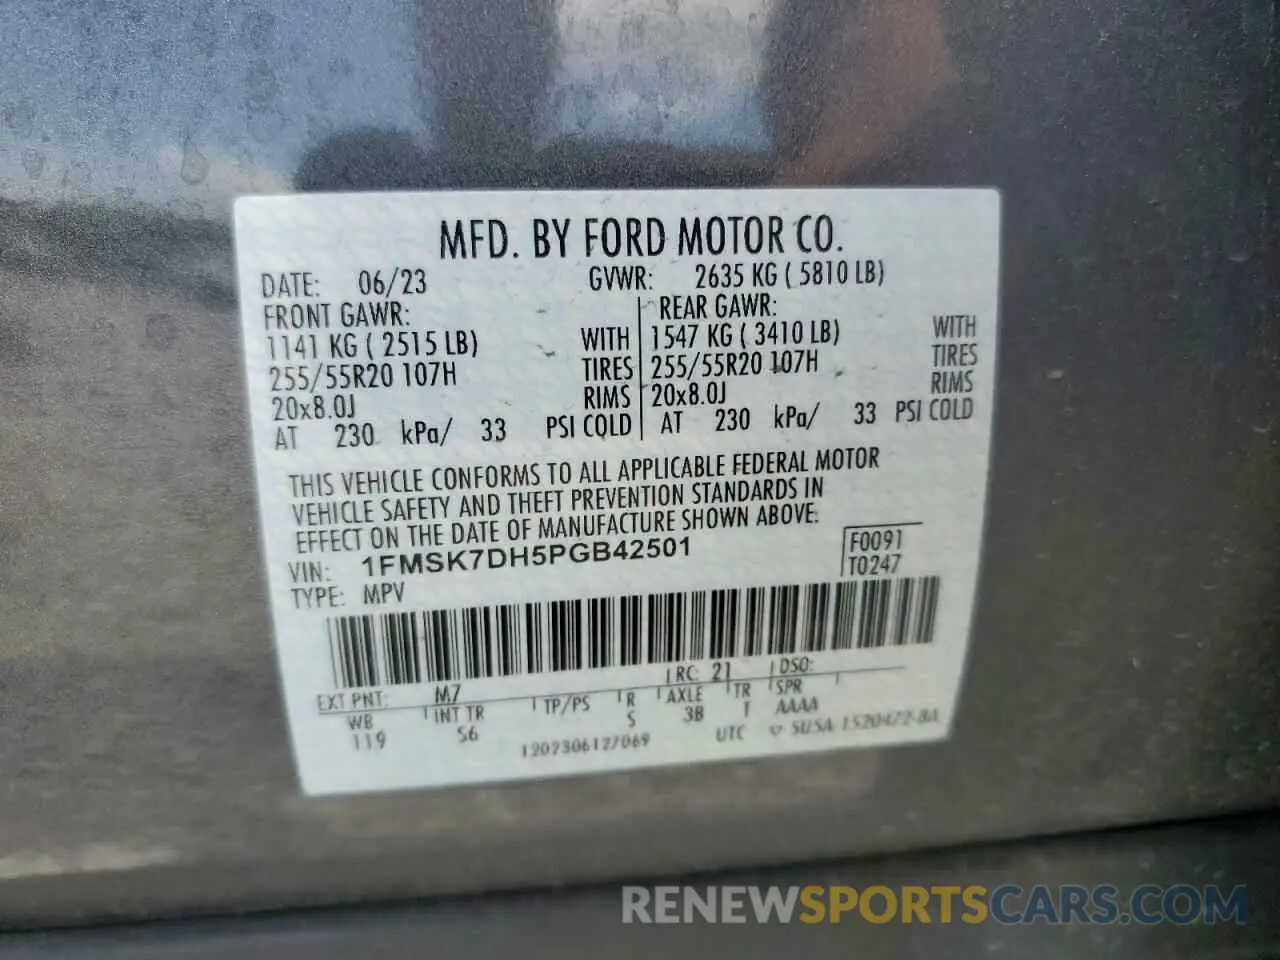 MFD. BY FORD MOTOR CO.
DATE: 06/23 GVWR: 2635 KG ( 5810 LB)
FRONT GAWR: REAR GAWR:
1141 KG ( 2515 LB) WITH 1547 KG ( 3410 LB) WITH
255/55R20 107H TIRES 255/55R20 107H TIRES
20x8.0J RIMS 20x8.0J RIMS
AT 230 kPa/ 33 PSI COLD AT 230 kPa/ 33 PSI COLD
THIS VEHICLE CONFORMS TO ALL APPLICABLE FEDERAL MOTOR
VEHICLE SAFETY AND THEFT PREVENTION STANDARDS IN
EFFECT ON THE DATE OF MANUFACTURE SHOWN ABOVE.
VIN: 1FMSK7DH5PGB42501 F0091
TYPE: MPV T0247
EXT PNT: M7 RC: 21 DSO:
WB INT TR TP/PS R AXLE TR SPR
119 S6 5 3B T AAAA
1202306127069 UTC 5USA-1520472-BA
RENEWSPORTSCARS.COM